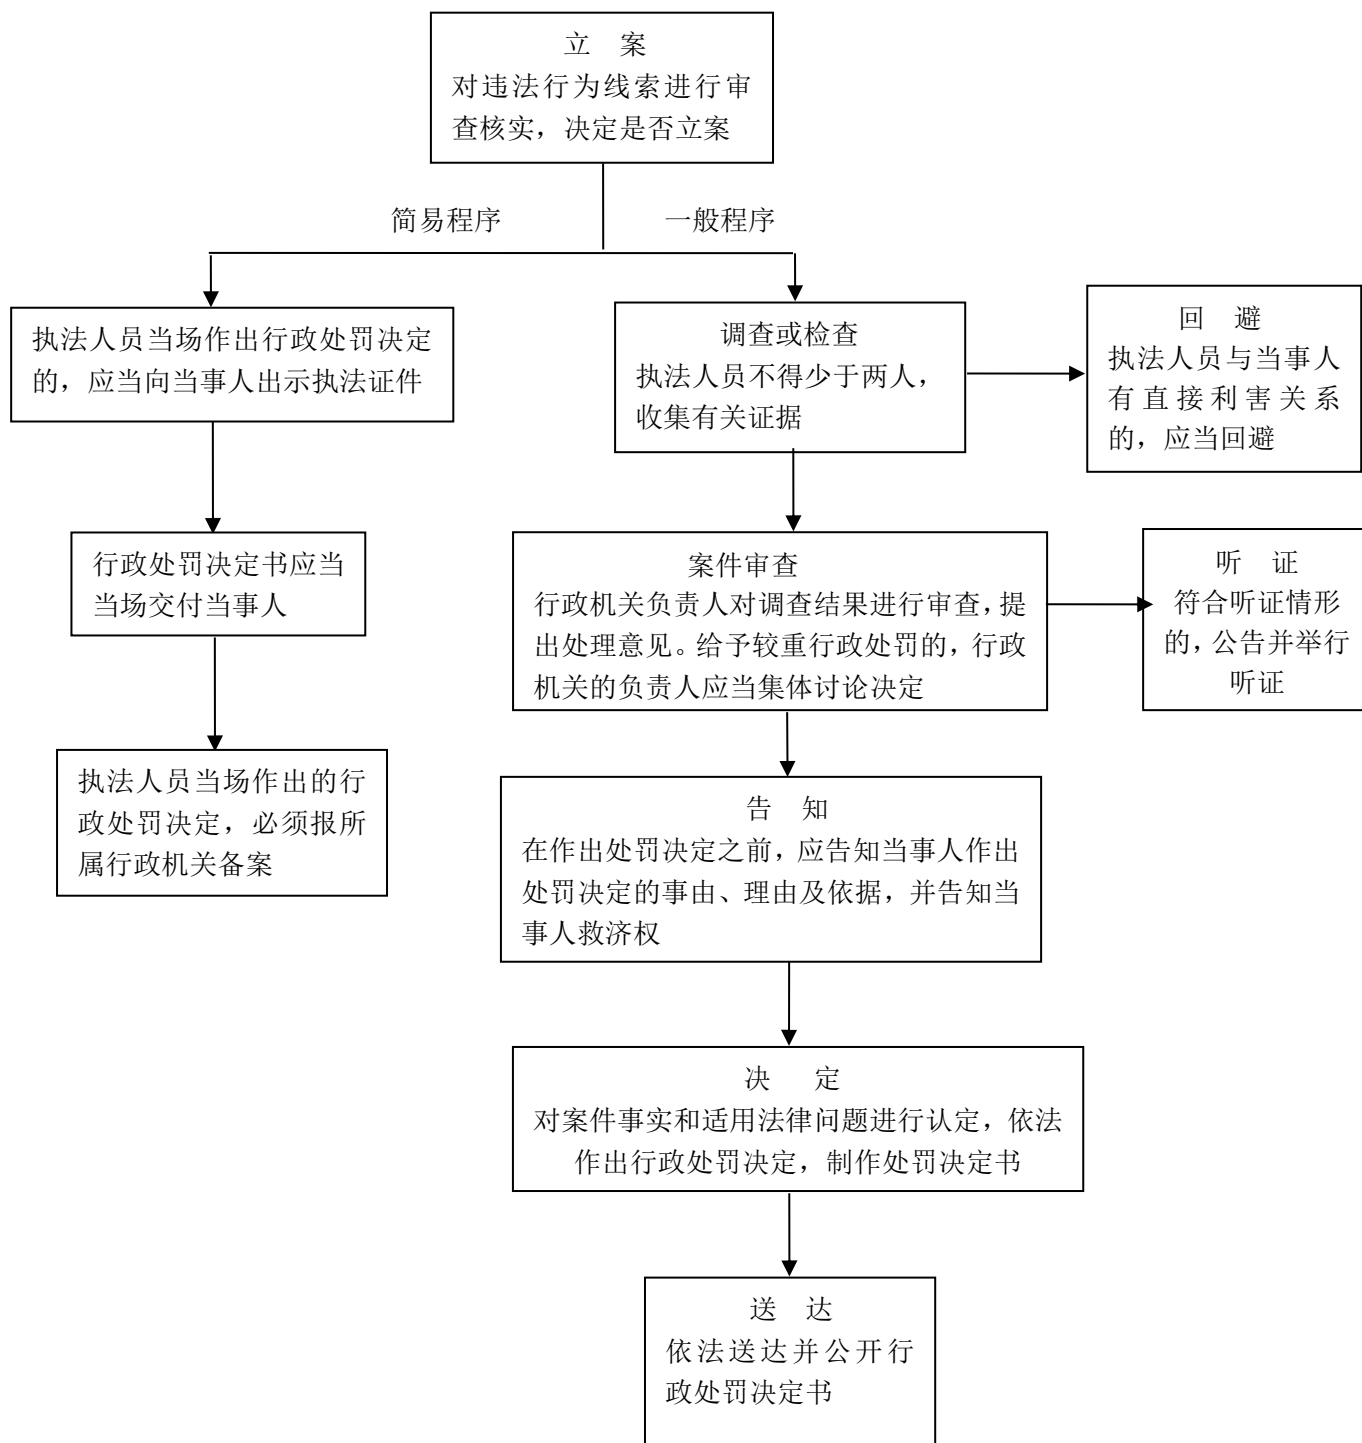 立 案
对违法行为线索进行审
查核实，决定是否立案
简易程序
一般程序
执法人员当场作出行政处罚决定
的，应当向当事人出示执法证件
调查或检查
执法人员不得少于两人，
收集有关证据
回 避
执法人员与当事人
有直接利害关系
的，应当回避
行政处罚决定书应当
当场交付当事人
案件审查
行政机关负责人对调查结果进行审查，提
出处理意见。给予较重行政处罚的，行政
机关的负责人应当集体讨论决定
听 证
符合听证情形
的，公告并举行
听证
执法人员当场作出的行
政处罚决定，必须报所
属行政机关备案
告 知
在作出处罚决定之前，应告知当事人作出
处罚决定的事由、理由及依据，并告知当
事人救济权
决 定
对案件事实和适用法律问题进行认定，依法
作出行政处罚决定，制作处罚决定书
送 达
依法送达并公开行
政处罚决定书